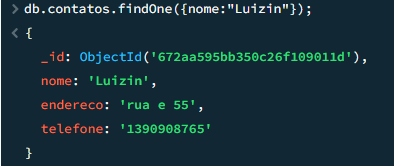 > db.contatos.findOne({nome:"Luizin"});
< {
_id: ObjectId('672aa595bb350c26f109011d'),
nome: 'Luizin',
endereco: 'rua e 55',
telefone: '1390908765'
}